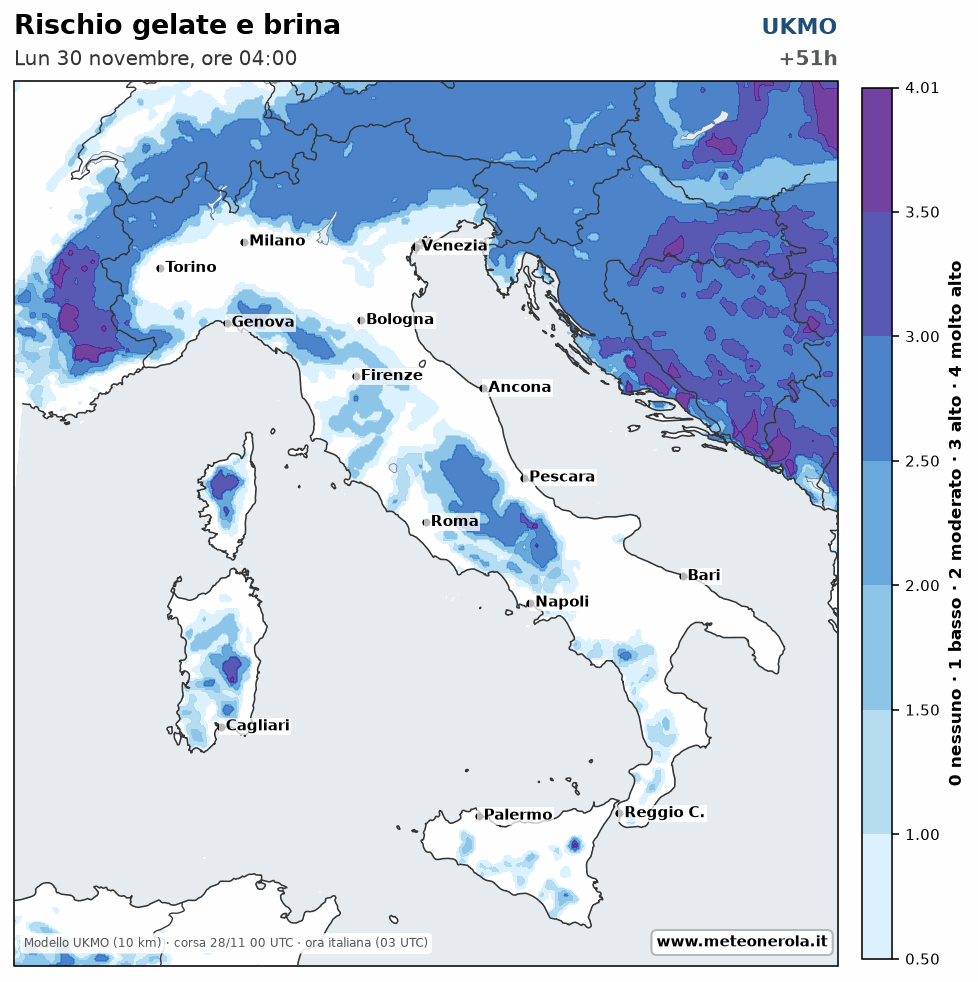 Rischio gelate e brina
UKMO
Lun 30 novembre, ore 04:00
+51h
4.01
3.50
3.00
2.50
2.00
1.50
1.00
0.50
0 nessuno · 1 basso · 2 moderato · 3 alto · 4 molto alto
Milano
Venezia
Torino
Genova
Bologna
Firenze
Ancona
Pescara
Roma
Bari
Napoli
Cagliari
Palermo
Reggio C.
Modello UKMO (10 km) · corsa 28/11 00 UTC · ora italiana (03 UTC)
www.meteonerola.it